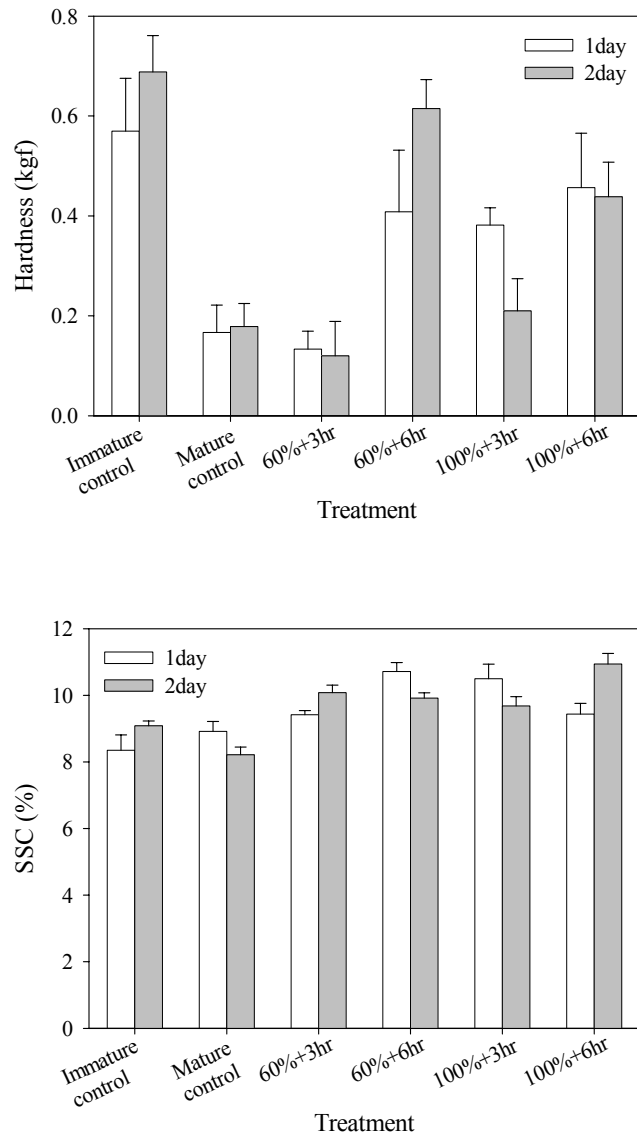 0.8
1day
2day
0.6
0.4
0.2
0.0
Hardness (kgf)
Immature
control
Mature
control
60%+3hr
60%+6hr
100%+3hr
100%+6hr
Treatment
12
1day
2day
10
8
6
4
2
0
SSC (%)
Immature
control
Mature
control
60%+3hr
60%+6hr
100%+3hr
100%+6hr
Treatment